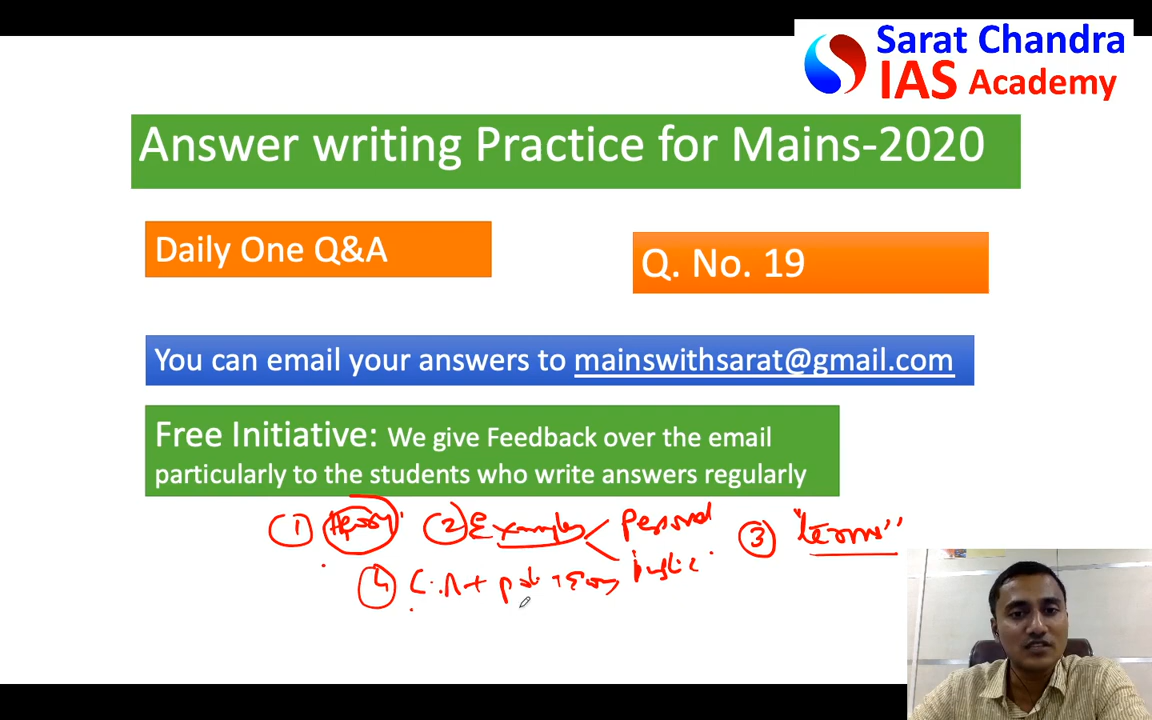 Sarat Chandra
IAS Academy
Answer writing Practice for Mains-2020
Daily One Q&A
Q. No. 19
You can email your answers to mainswithsarat@gmail.com
Free Initiative: We give Feedback over the email
particularly to the students who write answers regularly
① Theory ② Examples Personal ③ "terms"
Public
④